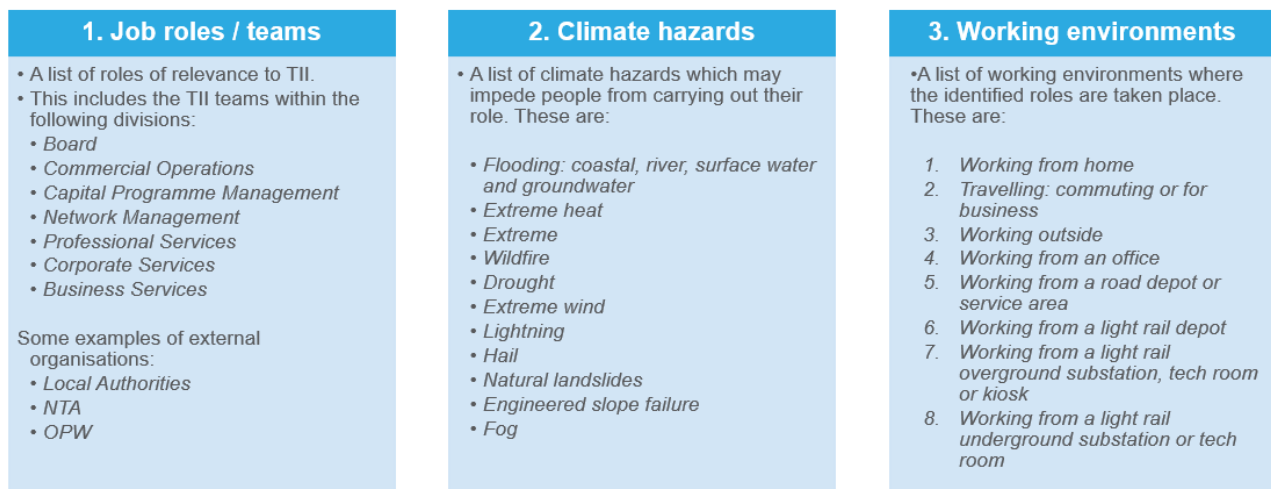 1. Job roles / teams
• A list of roles of relevance to TII.
• This includes the TII teams within the
following divisions:
• Board
• Commercial Operations
• Capital Programme Management
• Network Management
• Professional Services
• Corporate Services
• Business Services
Some examples of external
organisations:
• Local Authorities
• NTA
• OPW
2. Climate hazards
• A list of climate hazards which may
impede people from carrying out their
role. These are:
• Flooding: coastal, river, surface water
and groundwater
• Extreme heat
• Extreme
• Wildfire
• Drought
• Extreme wind
• Lightning
• Hail
• Natural landslides
• Engineered slope failure
• Fog
3. Working environments
•A list of working environments where
the identified roles are taken place.
These are:
1. Working from home
2. Travelling: commuting or for
business
3. Working outside
4. Working from an office
5. Working from a road depot or
service area
6. Working from a light rail depot
7. Working from a light rail
overground substation, tech room
or kiosk
8. Working from a light rail
underground substation or tech
room